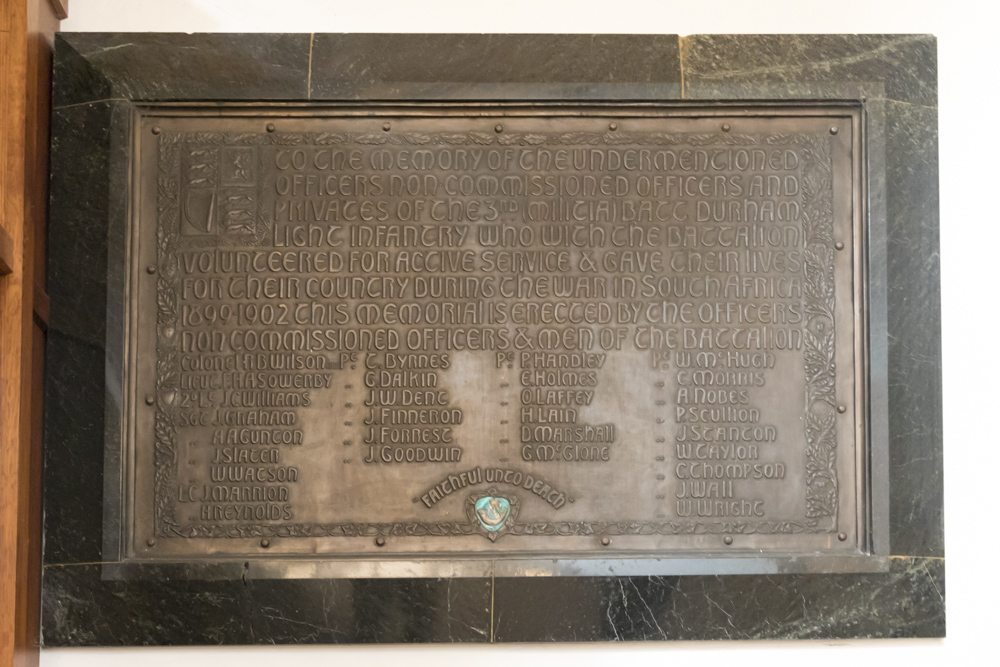 TO THE MEMORY OF THE UNDERMENTIONED
OFFICERS NON-COMMISSIONED OFFICERS AND
PRIVATES OF THE 3RD (MILITIA) BATT DURHAM
LIGHT INFANTRY WHO WITH THE BATTALION
VOLUNTEERED FOR ACTIVE SERVICE & GAVE THEIR LIVES
FOR THEIR COUNTRY DURING THE WAR IN SOUTH AFRICA
1899-1902 THIS MEMORIAL IS ERECTED BY THE OFFICERS
NON COMMISSIONED OFFICERS & MEN OF THE BATTALION
COLONEL H.B. WILSON PTE T. BYRNES PTE P. HANDLEY PTE W. MCHUGH
LIEUT. F.H.A SOWENBY " G. DALKIN " E. HOLMES " C. MORRIS
2ND LT J.C WILLIAMS " J.W DENT " O. LAFFEY " A. NOBES
SGT J. GRAHAM " J. FINNERON " H. LAIN " P. SCULLION
" A.A GUNTON " J. FORREST " D. MARSHALL " J. STANTON
" J. SLATER " J. GOODWIN " G. MCGLONE " W. TAYLOR
" W. WATSON " C. THOMPSON
L.C J. MARRION " J. WALL
" H. REYNOLDS " W. WRIGHT
FAITHFUL UNTO DEATH